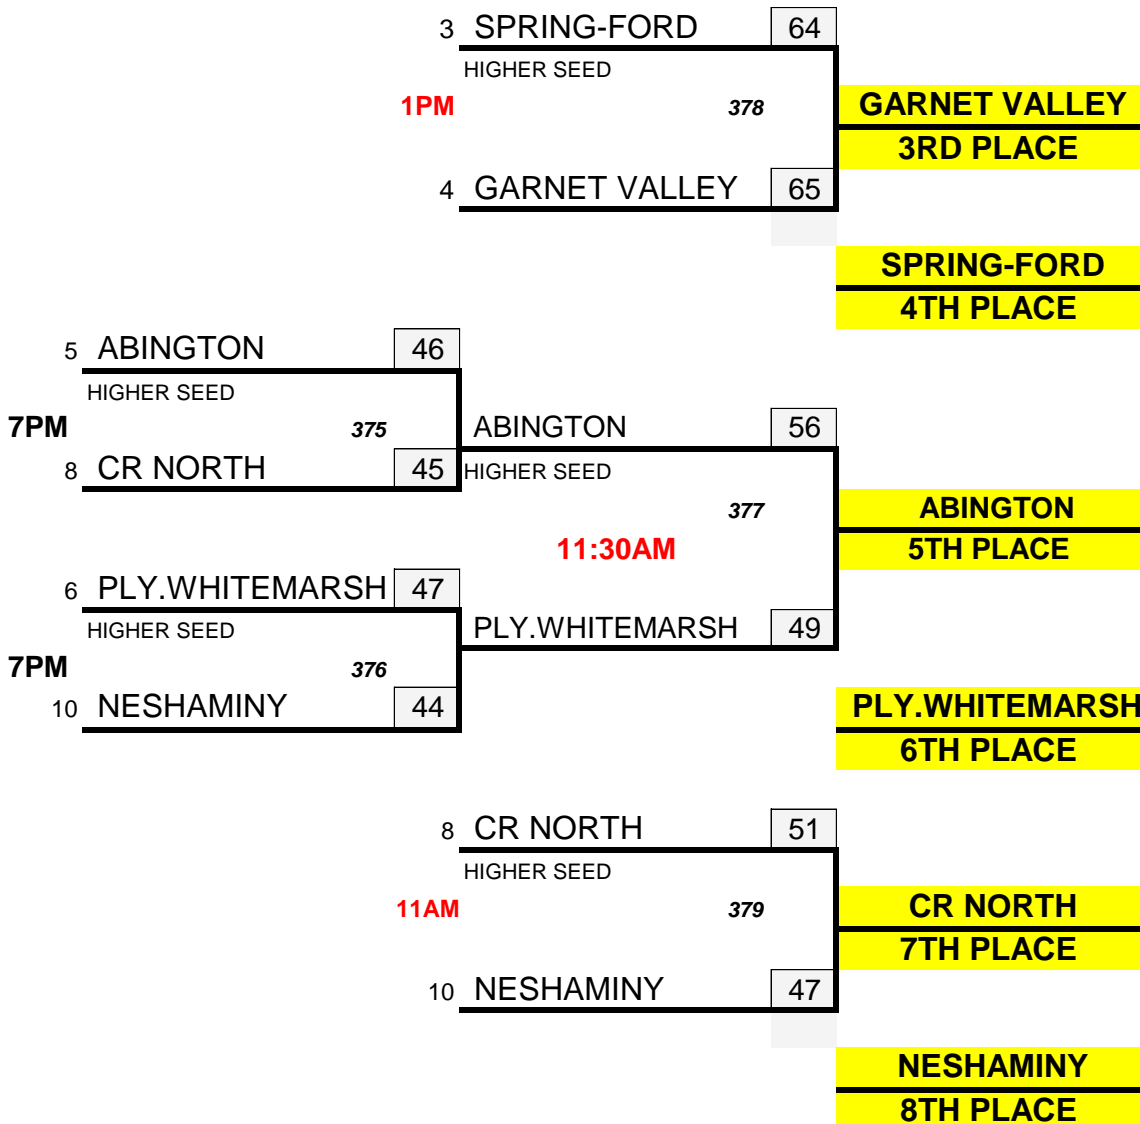 3 SPRING-FORD 64
HIGHER SEED
1PM 378 GARNET VALLEY
3RD PLACE
4 GARNET VALLEY 65
SPRING-FORD
4TH PLACE
5 ABINGTON 46
HIGHER SEED
7PM 375 ABINGTON 56
8 CR NORTH 45 HIGHER SEED
377 ABINGTON
11:30AM 5TH PLACE
6 PLY.WHITEMARSH 47
HIGHER SEED PLY.WHITEMARSH 49
7PM 376
10 NESHAMINY 44 PLY.WHITEMARSH
6TH PLACE
8 CR NORTH 51
HIGHER SEED
11AM 379 CR NORTH
7TH PLACE
10 NESHAMINY 47
NESHAMINY
8TH PLACE